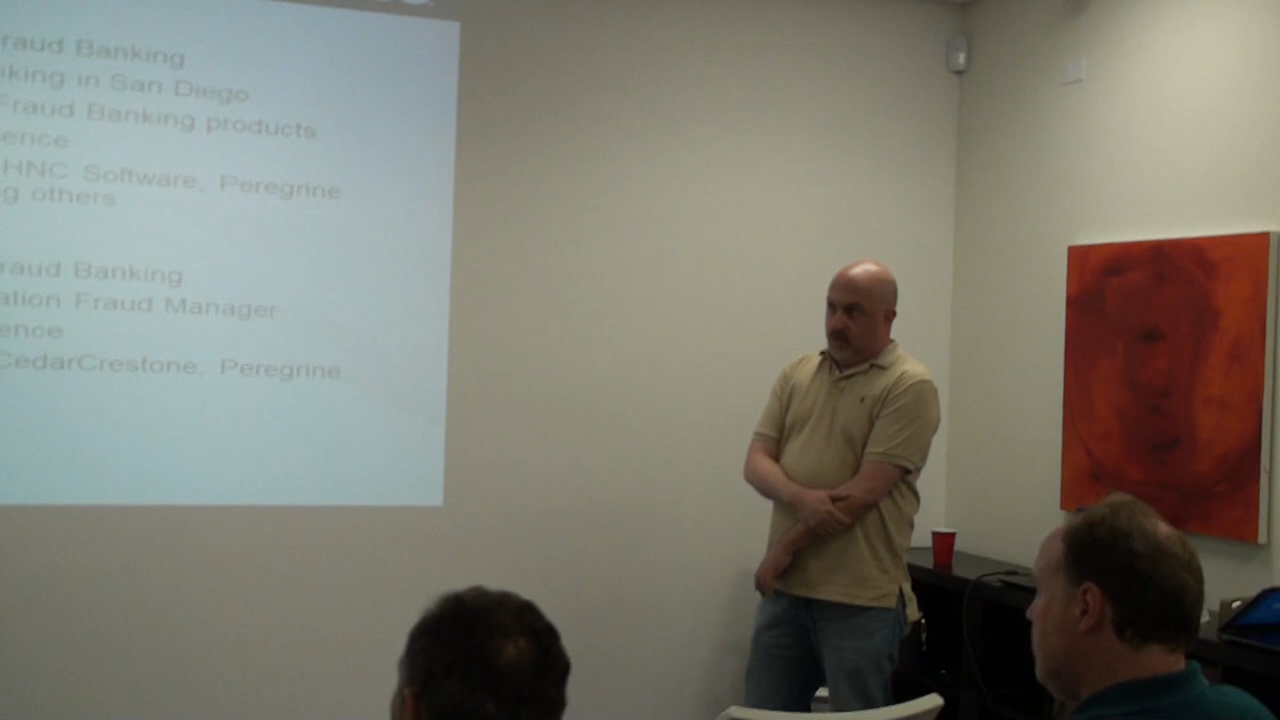 raud Banking
king in San Diego
Fraud Banking products
ence
HNC Software, Peregrine
g others
raud Banking
ation Fraud Manager
ence
CedarCrestone, Peregrine